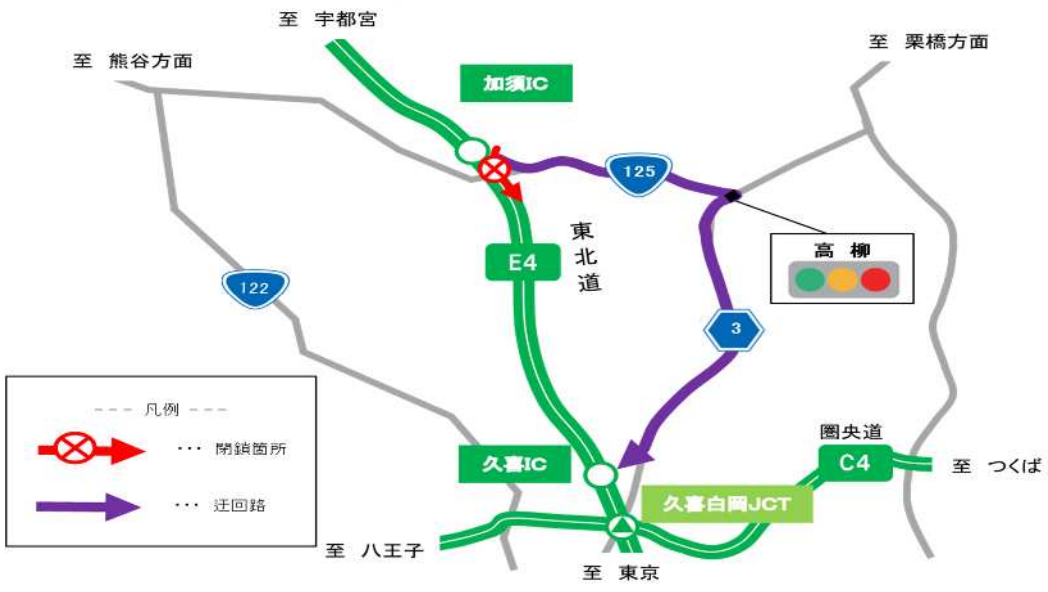 至 宇都宮
至 栗橋方面
至 熊谷方面
加須IC
125
東北道
高柳
E4
122
3
--- 凡例 ---
… 閉鎖箇所
… 迂回路
圏央道
久喜IC
C4
至 つくば
久喜白岡JCT
至 八王子
至 東京